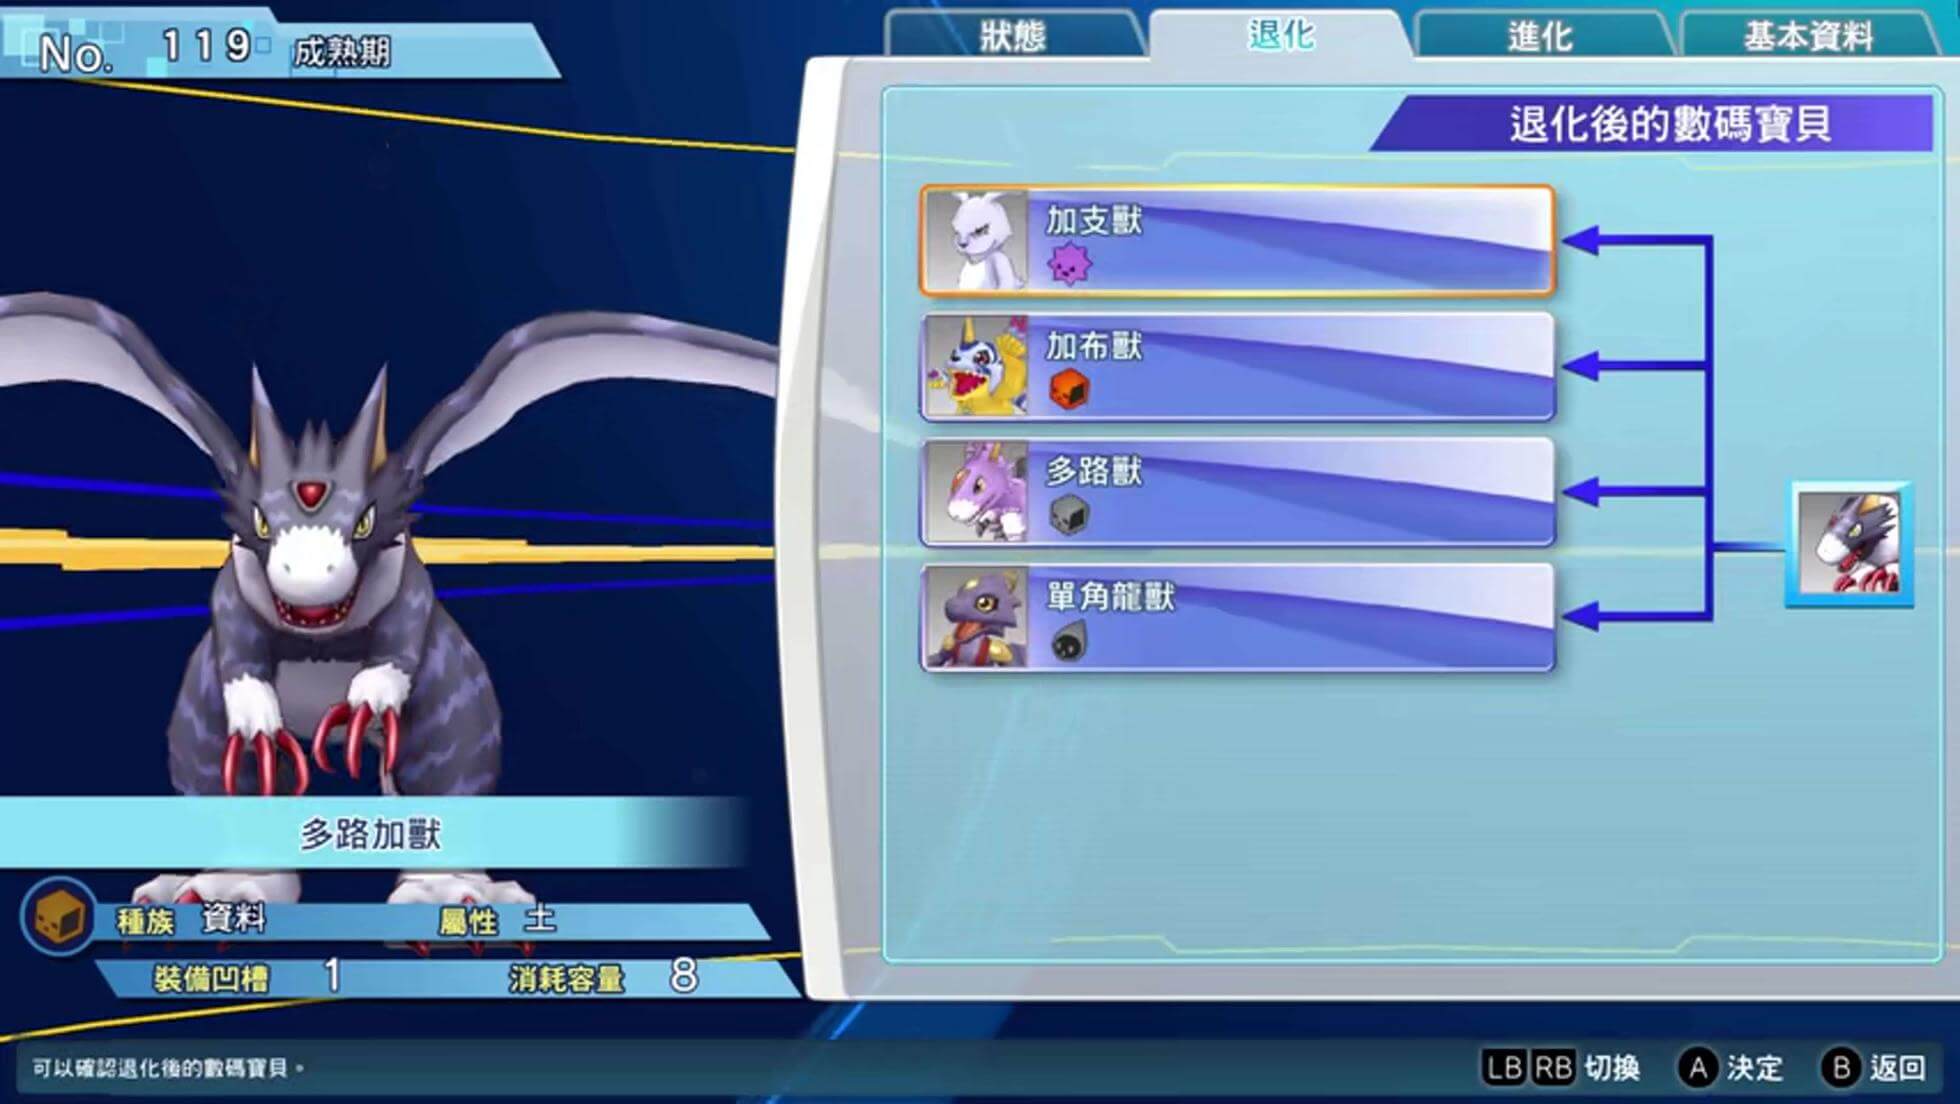 No. 119 成熟期
狀態 退化 進化 基本資料
退化後的數碼寶貝
加支獸
加布獸
多路獸
單角龍獸
多路加獸
種族 資料 屬性 土
裝備凹槽 1 消耗容量 8
可以確認退化後的數碼寶貝。
LB RB 切換 A 決定 B 返回